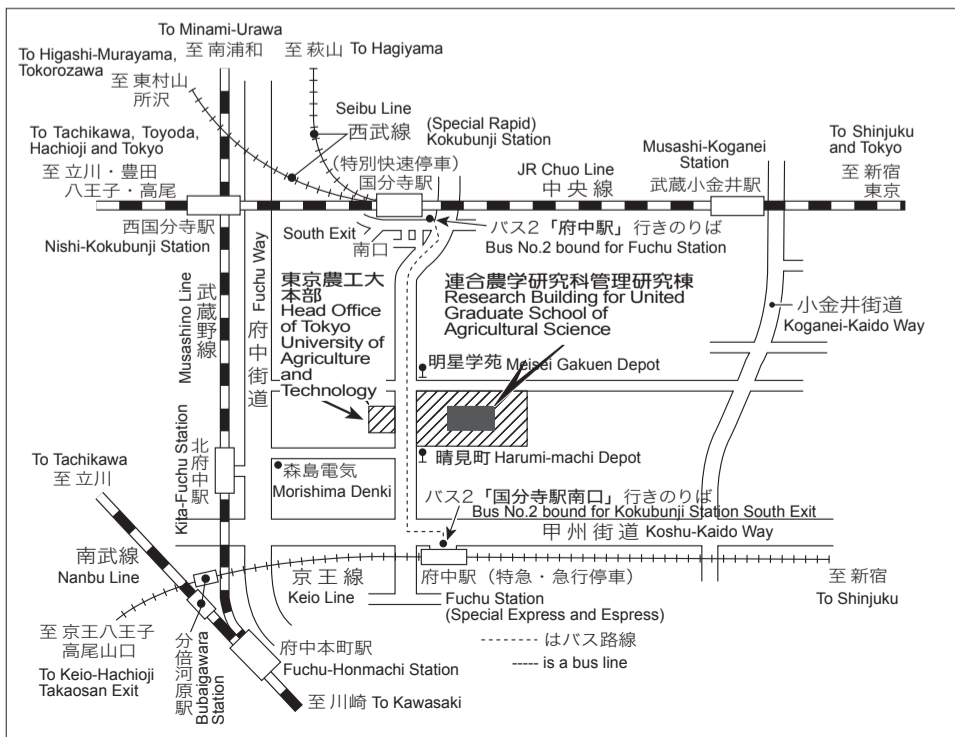 To Minami-Urawa
至 南浦和
至 萩山 To Hagiyama
To Higashi-Murayama,
Tokorozawa
至 東村山
所沢
Seibu Line
西武線
(Special Rapid)
Kokubunji Station
(特別快速停車)
国分寺駅
To Tachikawa, Toyoda,
Hachioji and Tokyo
至 立川・豊田
八王子・高尾
JR Chuo Line
中央線
Musashi-Koganei
Station
武蔵小金井駅
To Shinjuku
and Tokyo
至 新宿
東京
西国分寺駅
Nishi-Kokubunji Station
South Exit
南口
バス2「府中駅」行きのりば
Bus No.2 bound for Fuchu Station
Musashino Line
武蔵野線
Fuchu Way
府中街道
東京農工大
本部
Head Office
of Tokyo
University of
Agriculture
and
Technology
連合農学研究科管理研究棟
Research Building for United
Graduate School of
Agricultural Science
小金井街道
Koganei-Kaido Way
明星学苑 Meisei Gakuen Depot
Kita-Fuchu Station
北府中駅
森島電気
Morishima Denki
晴見町 Harumi-machi Depot
To Tachikawa
至 立川
バス2「国分寺駅南口」行きのりば
Bus No.2 bound for Kokubunji Station South Exit
甲州街道 Koshu-Kaido Way
南武線
Nanbu Line
京王線
Keio Line
府中駅(特急・急行停車)
Fuchu Station
(Special Express and Espress)
至 新宿
To Shinjuku
至 京王八王子
高尾山口
To Keio-Hachioji
Takaosan Exit
分倍河原駅
Bubaigawara
Station
府中本町駅
Fuchu-Honmachi Station
至 川崎 To Kawasaki
はバス路線
is a bus line